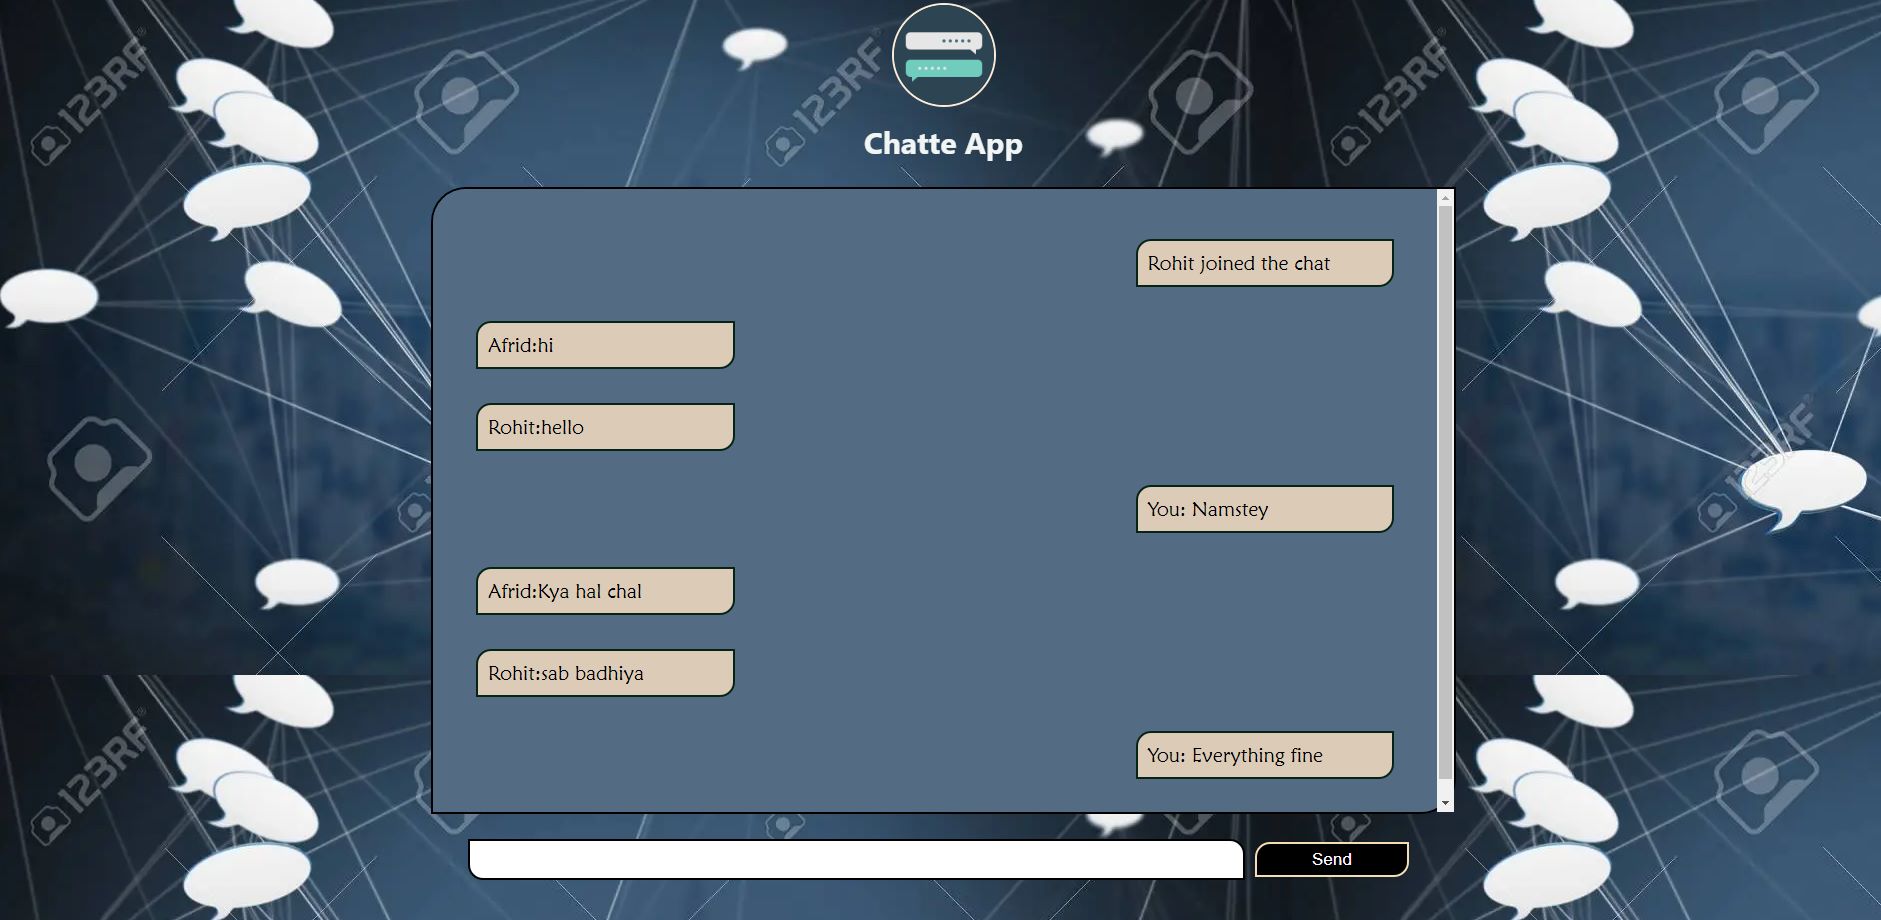 123RF
123RF
123RF
Chatte App
Rohit joined the chat
Afrid:hi
Rohit:hello
123RF
You: Namstey
Afrid:Kya hal chal
Rohit:sab badhiya
123RF
You: Everything fine
Send